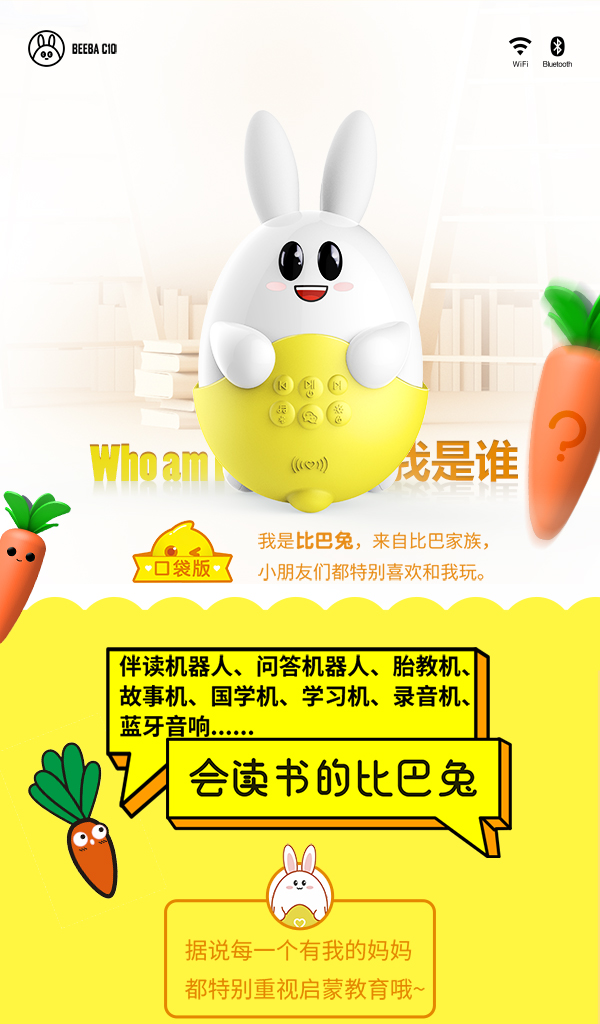 BEEBA C10
WiFi
Bluetooth
Who am I
我是谁
口袋版
我是比巴兔，来自比巴家族，
小朋友们都特别喜欢和我玩。
伴读机器人、问答机器人、胎教机、
故事机、国学机、学习机、录音机、
蓝牙音响......
会读书的比巴兔
据说每一个有我的妈妈
都特别重视启蒙教育哦~